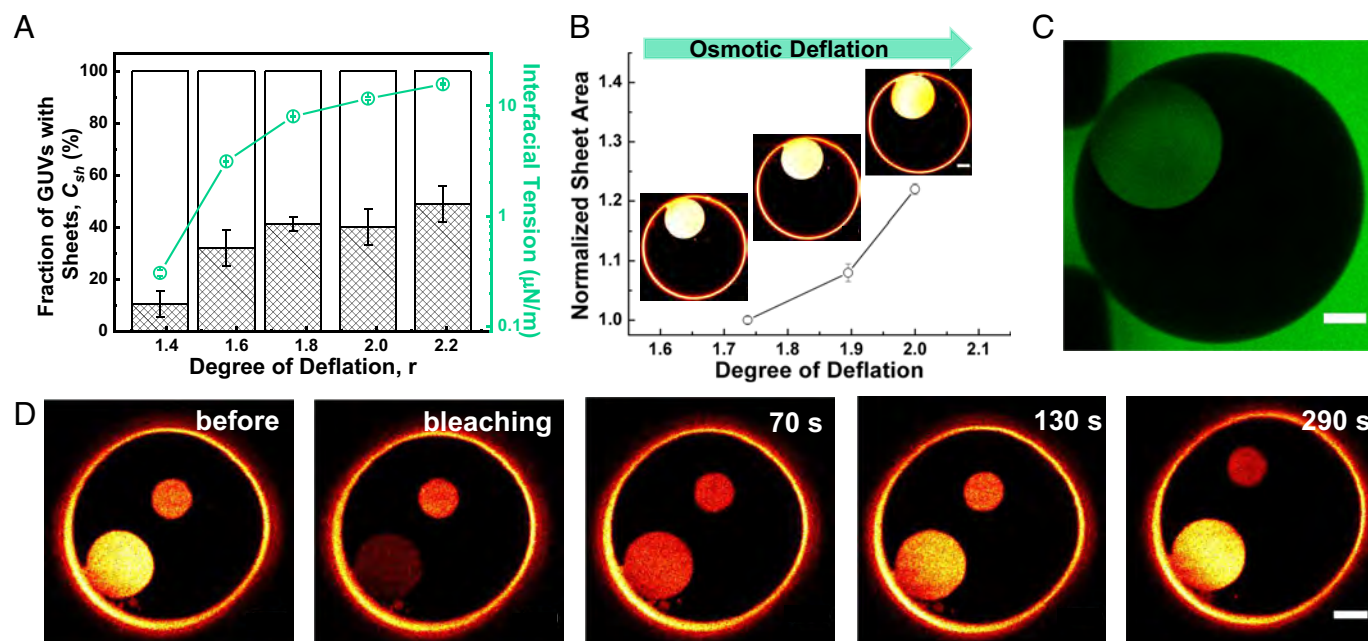 A
Fraction of GUVs with
Sheets, Csh (%)
100
80
60
40
20
0
1.4
1.6
1.8
2.0
2.2
Degree of Deflation, r
10
1
0.1
Interfacial Tension (μN/m)
B
Osmotic Deflation
Normalized Sheet Area
1.4
1.3
1.2
1.1
1.0
1.6
1.7
1.8
1.9
2.0
2.1
Degree of Deflation
C
D
before
bleaching
70 s
130 s
290 s